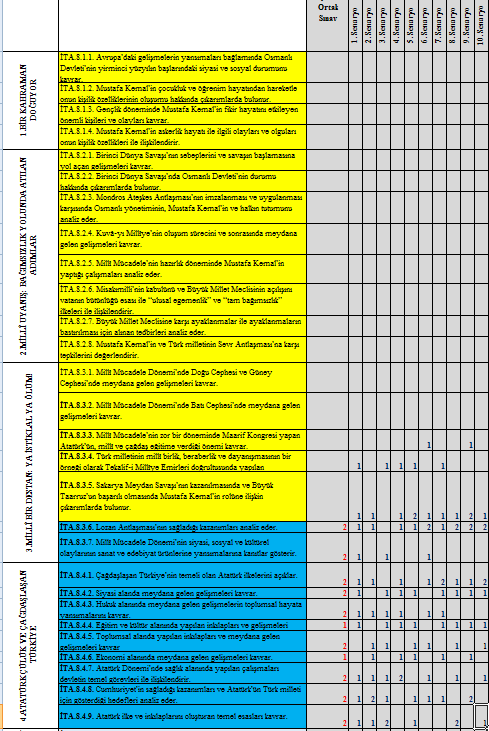 Ortak
Sınav
1. Senaryo
2. Senaryo
3. Senaryo
4. Senaryo
5. Senaryo
6. Senaryo
7. Senaryo
8. Senaryo
9. Senaryo
10. Senaryo
1.BİR KAHRAMAN
DOĞUYOR
İTA.8.1.1. Avrupa'daki gelişmelerin yansımaları bağlamında Osmanlı
Devleti'nin yirminci yüzyılın başlarındaki siyasi ve sosyal durumunu
kavrar.
İTA.8.1.2. Mustafa Kemal'in çocukluk ve öğrenim hayatından hareketle
onun kişilik özelliklerinin oluşumu hakkında çıkarımlarda bulunur.
İTA.8.1.3. Gençlik döneminde Mustafa Kemal'in fikir hayatını etkileyen
önemli kişileri ve olayları kavrar.
İTA.8.1.4. Mustafa Kemal'in askerlik hayatı ile ilgili olayları ve olguları
onun kişilik özellikleri ile ilişkilendirir.
2.MİLLİ UYANIŞ: BAĞIMSIZLIK YOLUNDA ATILAN
ADIMLAR
İTA.8.2.1. Birinci Dünya Savaşı'nın sebeplerini ve savaşın başlamasına
yol açan gelişmeleri kavrar.
İTA.8.2.2. Birinci Dünya Savaşı'nda Osmanlı Devleti'nin durumu
hakkında çıkarımlarda bulunur.
İTA.8.2.3. Mondros Ateşkes Antlaşması'nın imzalanması ve uygulanması
karşısında Osmanlı yönetiminin, Mustafa Kemal'in ve halkın tutumunu
analiz eder.
İTA.8.2.4. Kuvâ-yı Millîye'nin oluşum sürecini ve sonrasında meydana
gelen gelişmeleri kavrar.
İTA.8.2.5. Millî Mücadele'nin hazırlık döneminde Mustafa Kemal'in
yaptığı çalışmaları analiz eder.
İTA.8.2.6. Misakımillî'nin kabulünü ve Büyük Millet Meclisinin açılışını
vatanın bütünlüğü esası ile "ulusal egemenlik" ve "tam bağımsızlık"
ilkeleri ile ilişkilendirir.
İTA.8.2.7. Büyük Millet Meclisine karşı ayaklanmalar ile ayaklanmaların
bastırılması için alınan tedbirleri analiz eder.
İTA.8.2.8. Mustafa Kemal'in ve Türk milletinin Sevr Antlaşması'na karşı
tepkilerini değerlendirir.
3.MİLLİ BİR DESTAN: YA İSTİKLAL YA ÖLÜM!
İTA.8.3.1. Millî Mücadele Dönemi'nde Doğu Cephesi ve Güney
Cephesi'nde meydana gelen gelişmeleri kavrar.
İTA.8.3.2. Millî Mücadele Dönemi'nde Batı Cephesi'nde meydana gelen
gelişmeleri kavrar.
İTA.8.3.3. Millî Mücadele'nin zor bir döneminde Maarif Kongresi yapan
Atatürk'ün, millî ve çağdaş eğitime verdiği önemi kavrar. 1 1
İTA.8.3.4. Türk milletinin millî birlik, beraberlik ve dayanışmasının bir
örneği olarak Tekalif-i Milliye Emirleri doğrultusunda yapılan 1 1 1 1 1
İTA.8.3.5. Sakarya Meydan Savaşı'nın kazanılmasında ve Büyük
Taarruz'un başarılı olmasında Mustafa Kemal'in rolüne ilişkin
çıkarımlarda bulunur. 1 1 1 2 1 1 1 2 1
İTA.8.3.6. Lozan Antlaşması'nın sağladığı kazanımları analiz eder. 2 1 1 1 1 2 1 2 2 2
İTA.8.3.7. Millî Mücadele Dönemi'nin siyasi, sosyal ve kültürel
olaylarının sanat ve edebiyat ürünlerine yansımalarına kanıtlar gösterir. 2 1 1 1
4.ATATÜRKÇÜLÜK VE ÇAĞDAŞLAŞAN
TÜRKİYE
İTA.8.4.1. Çağdaşlaşan Türkiye'nin temeli olan Atatürk ilkelerini açıklar. 2 1 1 1 1 2 1 1 2
İTA.8.4.2. Siyasi alanda meydana gelen gelişmeleri kavrar. 2 1 1 1 1 1 1 1 1
İTA.8.4.3. Hukuk alanında meydana gelen gelişmelerin toplumsal hayata
yansımalarını kavrar. 2 1 1 1 1 1 1
İTA.8.4.4. Eğitim ve kültür alanında yapılan inkılapları ve gelişmeleri 1 1 1 1 1 1 1 1 1
İTA.8.4.5. Toplumsal alanda yapılan inkılapları ve meydana gelen
gelişmeleri kavrar 2 1 1 1 1 1 1
İTA.8.4.6. Ekonomi alanında meydana gelen gelişmeleri kavrar. 1 1 1 1 1 1
İTA.8.4.7. Atatürk Dönemi'nde sağlık alanında yapılan çalışmaları
devletin temel görevleri ile ilişkilendirir. 2 1 1 1 2 1 1 1
İTA.8.4.8. Cumhuriyet'in sağladığı kazanımları ve Atatürk'ün Türk milleti
için gösterdiği hedefleri analiz eder. 2 1 2 1 1 1 1 2
İTA.8.4.9. Atatürk ilke ve inkılaplarını oluşturan temel esasları kavrar. 2 1 1 2 1 2 1